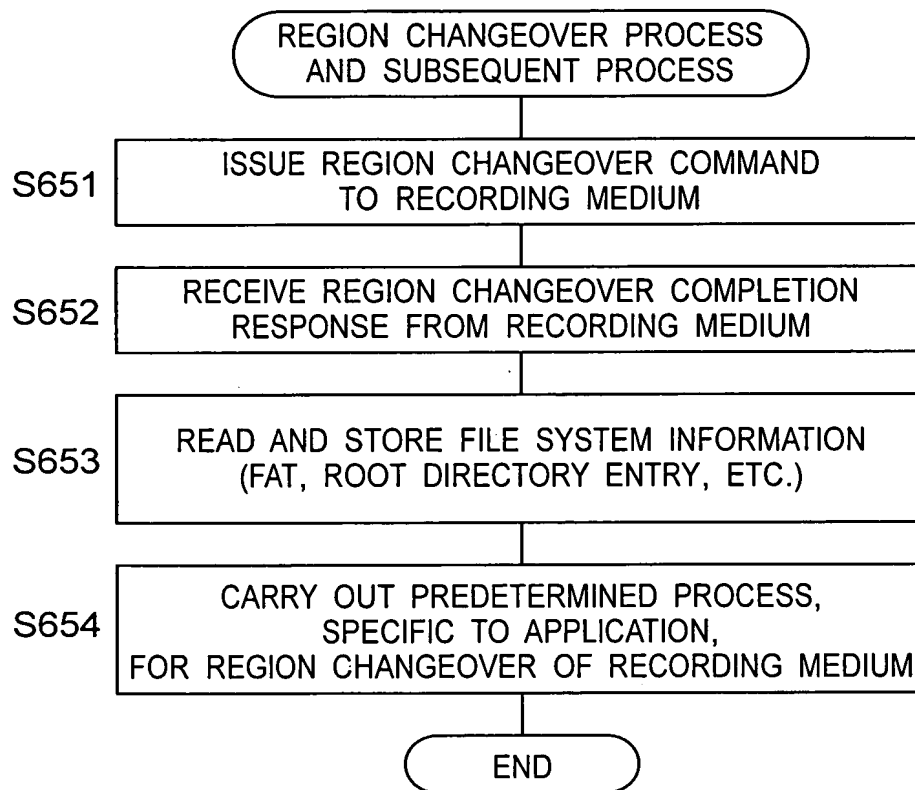 REGION CHANGEOVER PROCESS
AND SUBSEQUENT PROCESS
S651
ISSUE REGION CHANGEOVER COMMAND
TO RECORDING MEDIUM
S652
RECEIVE REGION CHANGEOVER COMPLETION
RESPONSE FROM RECORDING MEDIUM
S653
READ AND STORE FILE SYSTEM INFORMATION
(FAT, ROOT DIRECTORY ENTRY, ETC.)
S654
CARRY OUT PREDETERMINED PROCESS,
SPECIFIC TO APPLICATION,
FOR REGION CHANGEOVER OF RECORDING MEDIUM
END